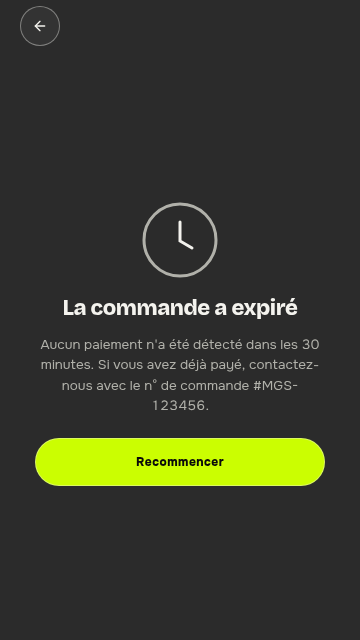 La commande a expiré
Aucun paiement n'a été détecté dans les 30
minutes. Si vous avez déjà payé, contactez-
nous avec le n° de commande #MGS-
123456.
Recommencer